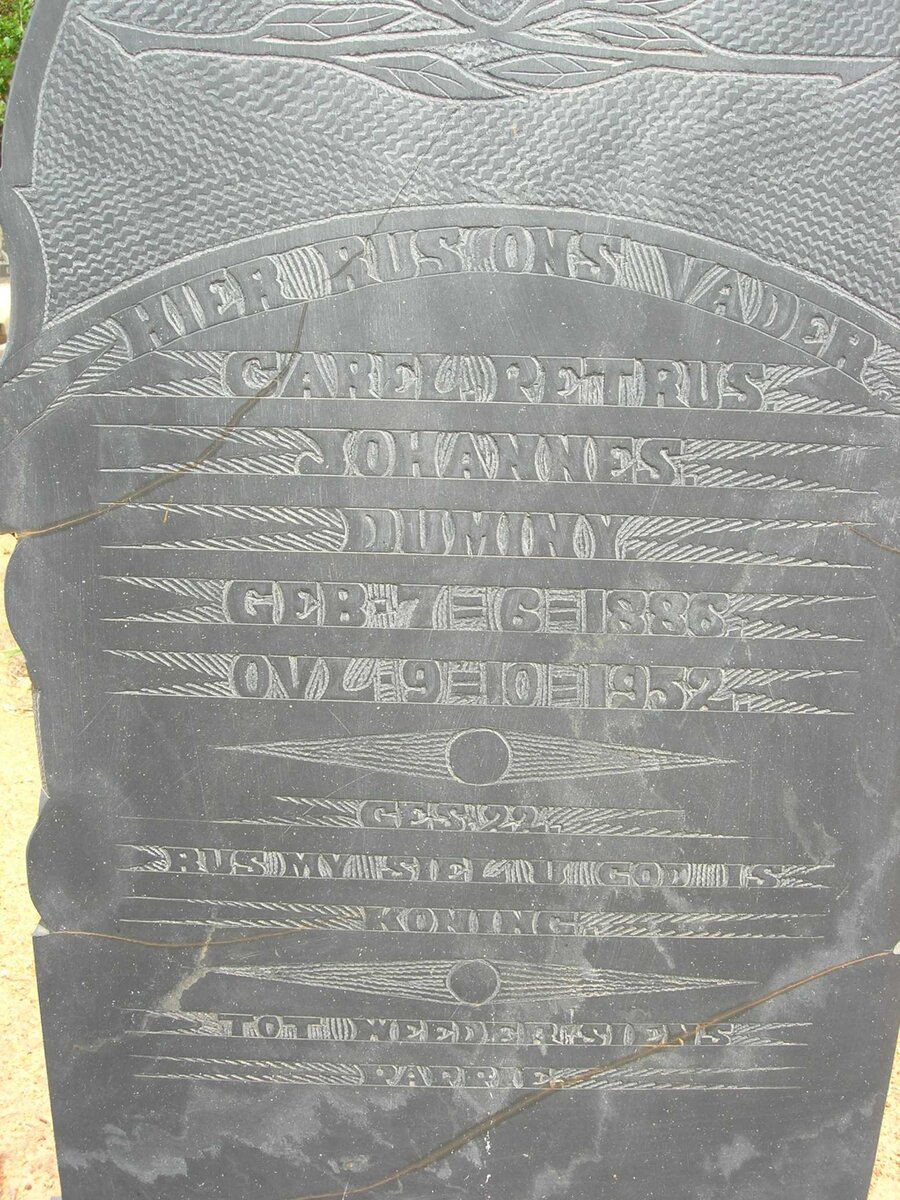 HIER RUS ONS VADER
CAREL PETRUS
JOHANNES
DUMINY
GEB: 7=6=1886.
OVL: 9=10=1952.
GES. 22.
RUS MY SIEL U GOD IS
KONING.
TOT WEEDERSIENS
PAPPIE.